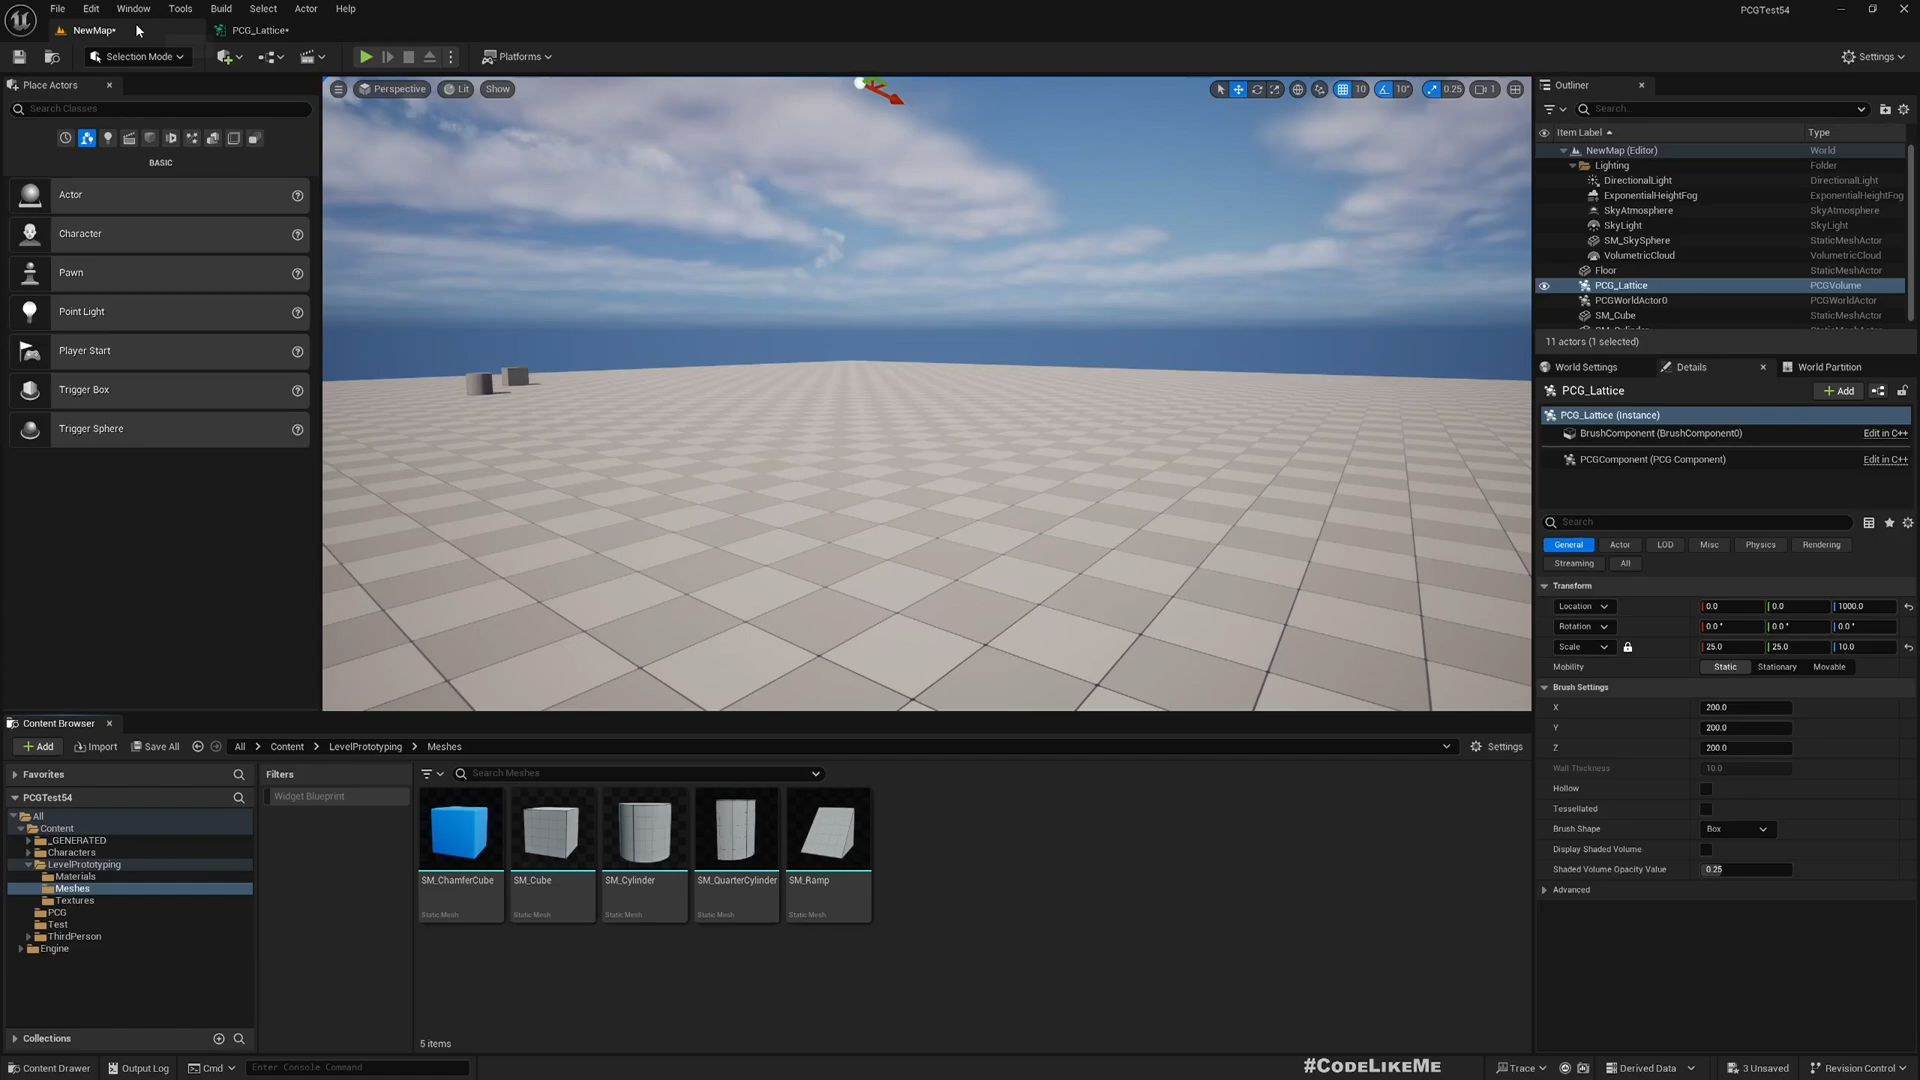 File Edit Window Tools Build Select Actor Help
PCGTest54
NewMap*
PCG_Lattice*
Selection Mode
Platforms
Settings
Place Actors
Search Classes
BASIC
Actor
Character
Pawn
Point Light
Player Start
Trigger Box
Trigger Sphere
Perspective
Lit
Show
10
10°
0.25
1
Outliner
Search...
Item Label
Type
NewMap (Editor) World
Lighting Folder
DirectionalLight DirectionalLight
ExponentialHeightFog ExponentialHeightFog
SkyAtmosphere SkyAtmosphere
SkyLight SkyLight
SM_SkySphere StaticMeshActor
VolumetricCloud VolumetricCloud
Floor StaticMeshActor
PCG_Lattice PCGVolume
PCGWorldActor0 PCGWorldActor
SM_Cube StaticMeshActor
11 actors (1 selected)
World Settings
Details
World Partition
PCG_Lattice
Add
PCG_Lattice (Instance)
BrushComponent (BrushComponent0) Edit in C++
PCGComponent (PCG Component) Edit in C++
Search
General Actor LOD Misc Physics Rendering
Streaming All
Transform
Location 0.0 0.0 1000.0
Rotation 0.0° 0.0° 0.0°
Scale 25.0 25.0 10.0
Mobility Static Stationary Movable
Brush Settings
X 200.0
Y 200.0
Z 200.0
Wall Thickness 10.0
Hollow
Tessellated
Brush Shape Box
Display Shaded Volume
Shaded Volume Opacity Value 0.25
Advanced
Content Browser
Add Import Save All All Content LevelPrototyping Meshes Settings
Favorites
PCGTest54
All
Content
_GENERATED
Characters
LevelPrototyping
Materials
Meshes
Textures
PCG
Test
ThirdPerson
Engine
Collections
Filters
Widget Blueprint
Search Meshes
SM_ChamferCube
Static Mesh
SM_Cube
Static Mesh
SM_Cylinder
Static Mesh
SM_QuarterCylinder
Static Mesh
SM_Ramp
Static Mesh
5 items
#CODELIKEME
Content Drawer Output Log Cmd Enter Console Command
Trace Derived Data 3 Unsaved Revision Control